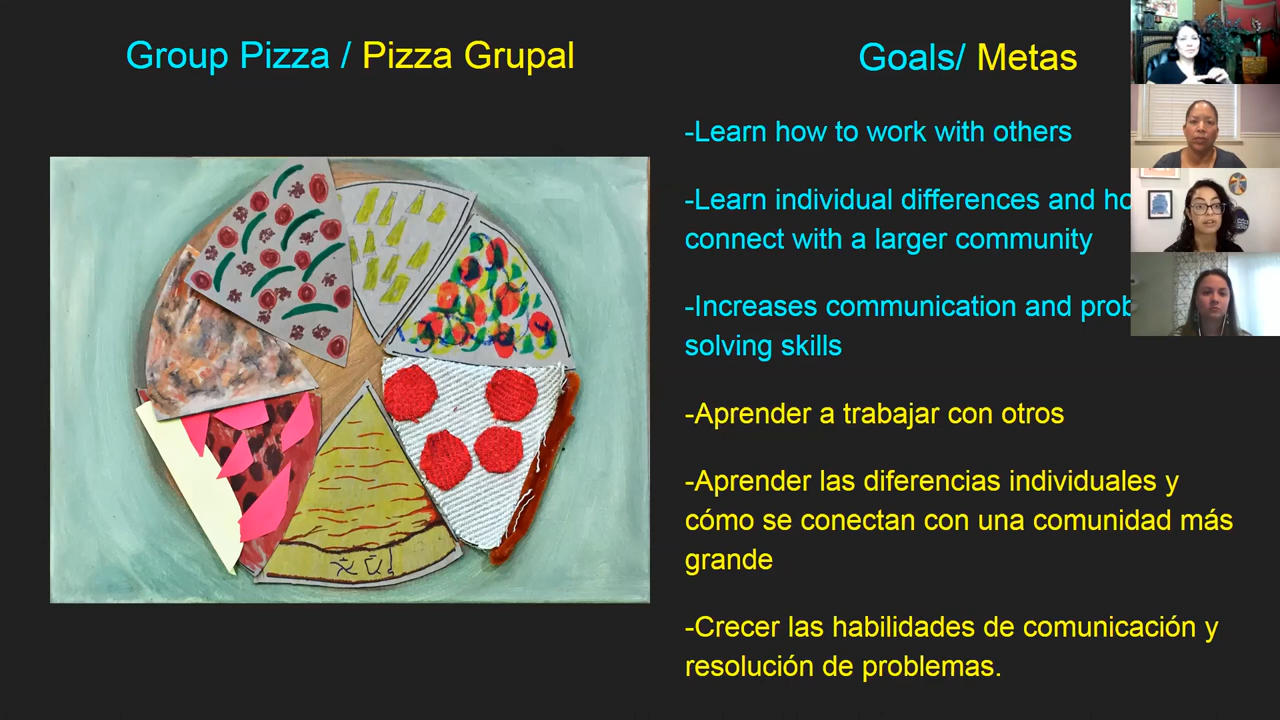 Group Pizza / Pizza Grupal
Goals/ Metas
-Learn how to work with others
-Learn individual differences and
connect with a larger community
-Increases communication and
solving skills
-Aprender a trabajar con otros
-Aprender las diferencias individuales y
cómo se conectan con una comunidad más
grande
-Crecer las habilidades de comunicación y
resolución de problemas.